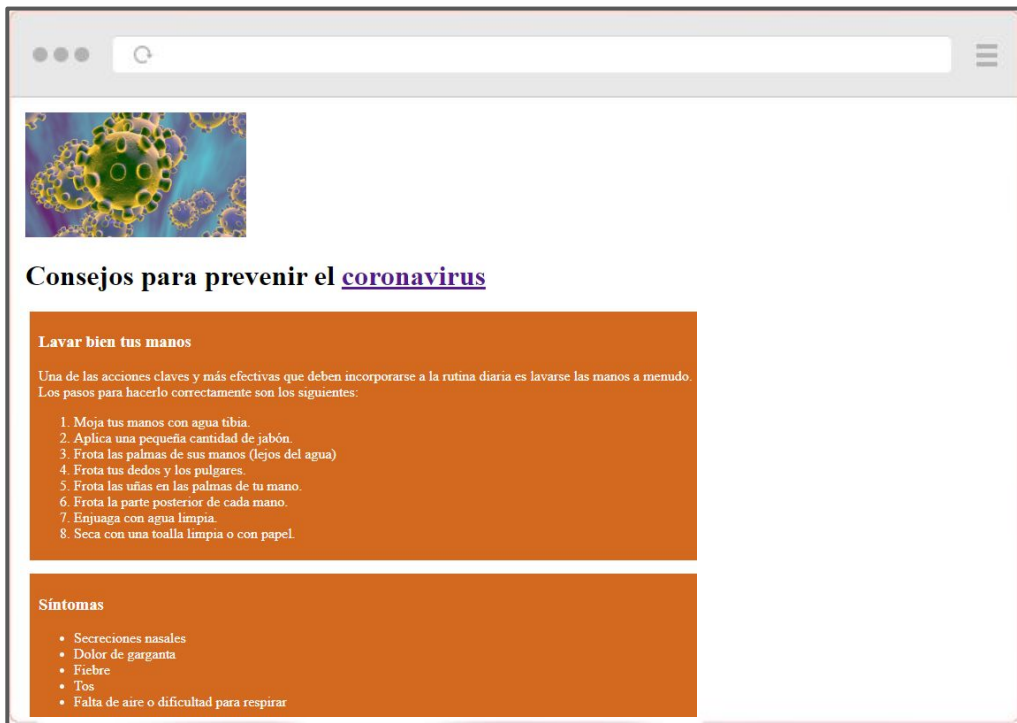 Consejos para prevenir el coronavirus
Lavar bien tus manos
Una de las acciones claves y más efectivas que deben incorporarse a la rutina diaria es lavarse las manos a menudo.
Los pasos para hacerlo correctamente son los siguientes:
1. Moja tus manos con agua tibia.
2. Aplica una pequeña cantidad de jabón.
3. Frota las palmas de sus manos (lejos del agua)
4. Frota tus dedos y los pulgares.
5. Frota las uñas en las palmas de tu mano.
6. Frota la parte posterior de cada mano.
7. Enjuaga con agua limpia.
8. Seca con una toalla limpia o con papel.
Síntomas
• Secreciones nasales
• Dolor de garganta
• Fiebre
• Tos
• Falta de aire o dificultad para respirar